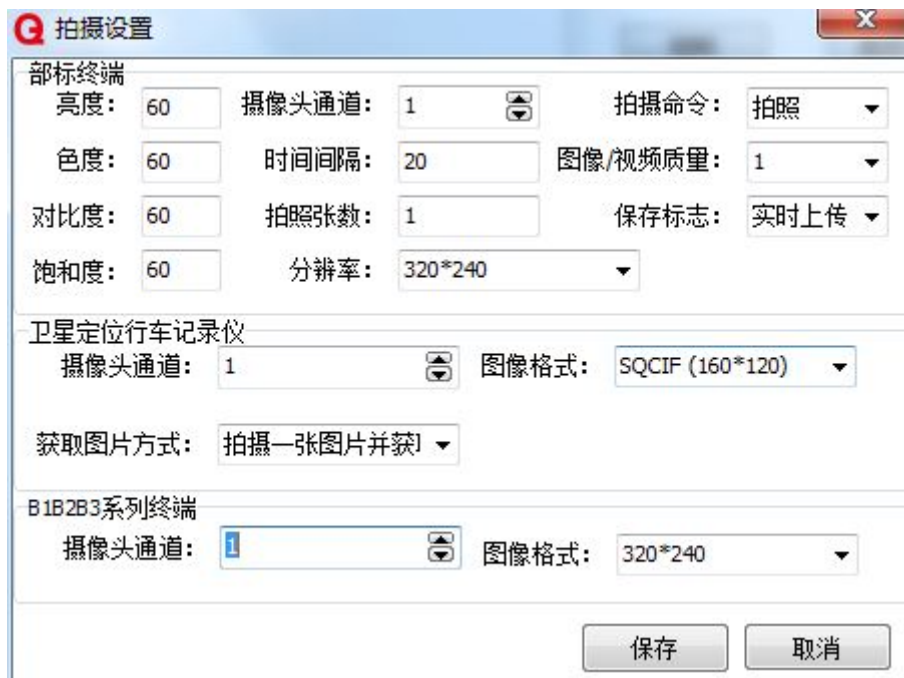 拍摄设置
部标终端
亮度： 60 摄像头通道： 1 拍摄命令： 拍照
色度： 60 时间间隔： 20 图像/视频质量： 1
对比度： 60 拍照张数： 1 保存标志： 实时上传
饱和度： 60 分辨率： 320*240
卫星定位行车记录仪
摄像头通道： 1 图像格式： SQCIF (160*120)
获取图片方式： 拍摄一张图片并获
B1B2B3系列终端
摄像头通道： 1 图像格式： 320*240
保存 取消